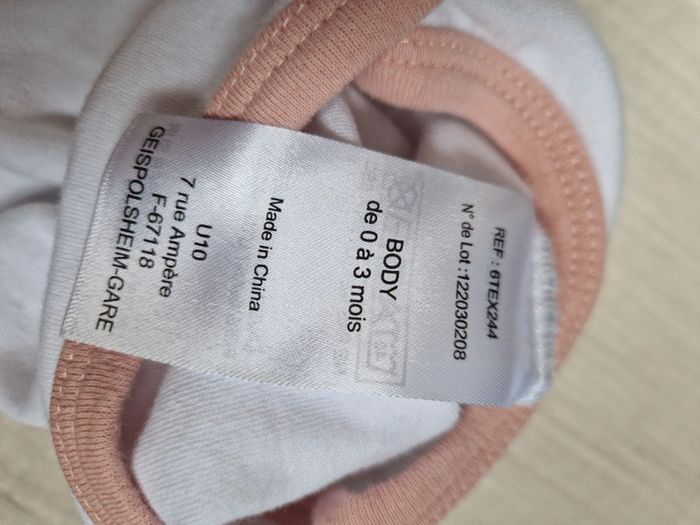 REF : 6TEX244
N° de Lot :122030208
BODY
de 0 à 3 mois
Made in China
U10
7 rue Ampère
F-67118
GEISPOLSHEIM-GARE